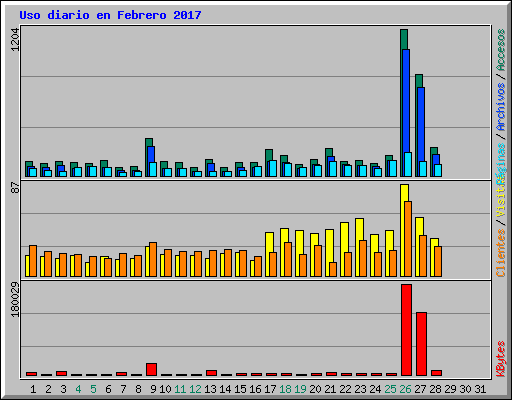 Uso diario en Febrero 2017
1204
87
180029
Accesos / Archivos / Páginas
Visitas / Clientes
KBytes
1 2 3 4 5 6 7 8 9 10 11 12 13 14 15 16 17 18 19 20 21 22 23 24 25 26 27 28 29 30 31